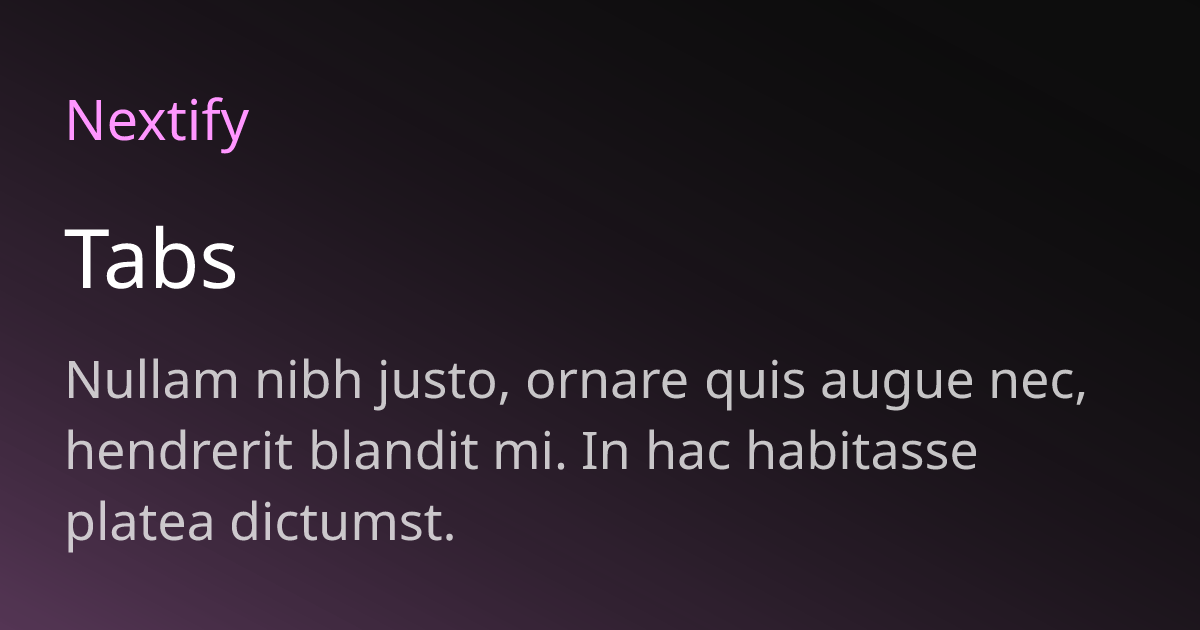 Nextify
Tabs
Nullam nibh justo, ornare quis augue nec,
hendrerit blandit mi. In hac habitasse
platea dictumst.